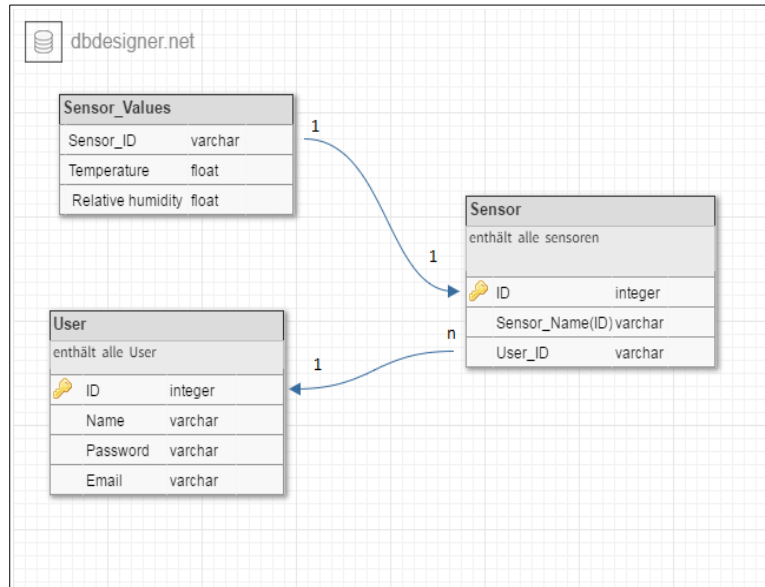 dbdesigner.net
Sensor_Values
Sensor_ID varchar
Temperature float
Relative humidity float
1
1
Sensor
enthält alle sensoren
ID integer
Sensor_Name(ID) varchar
User_ID varchar
n
1
User
enthält alle User
ID integer
Name varchar
Password varchar
Email varchar